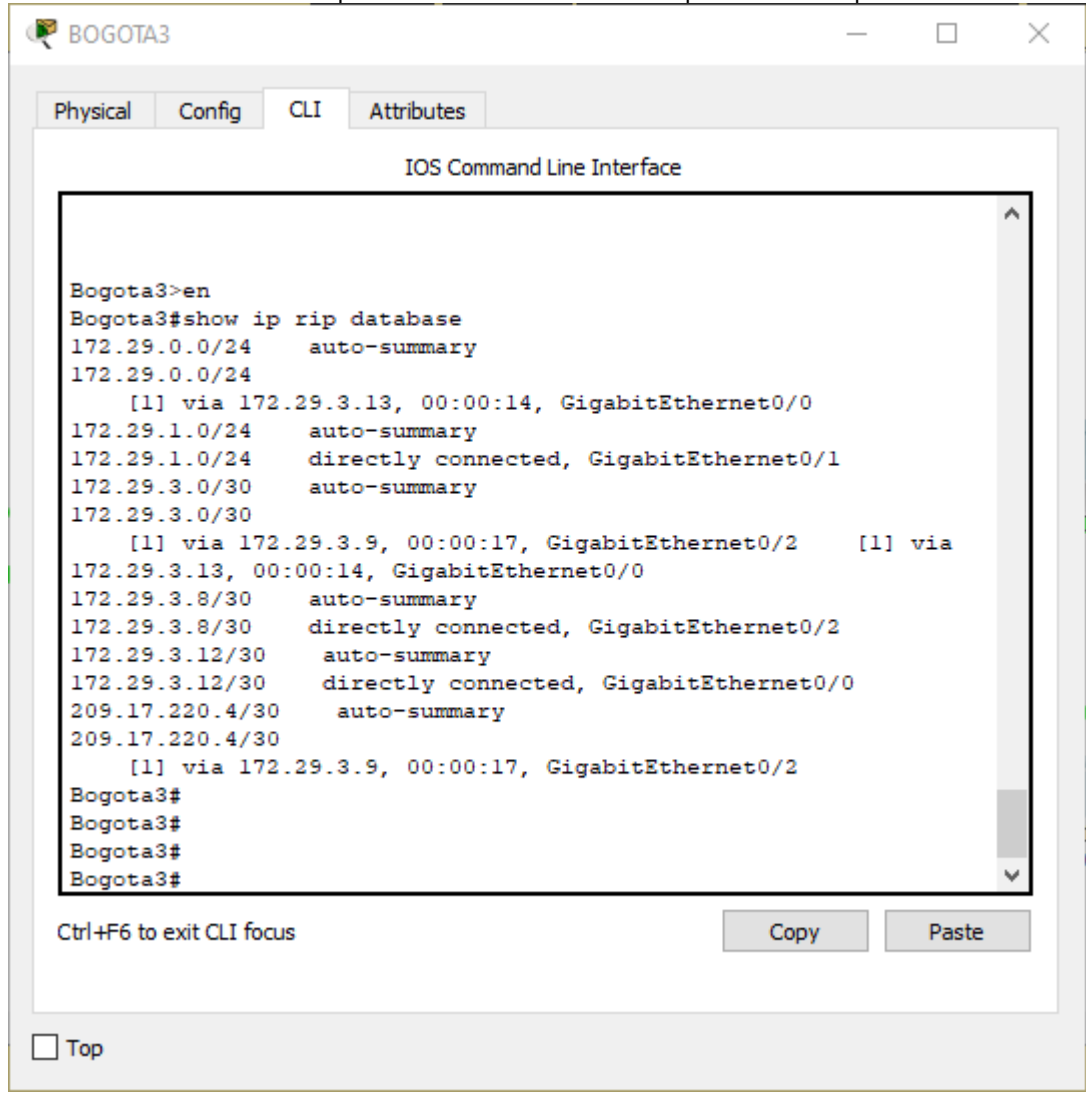 BOGOTA3
Physical Config CLI Attributes
IOS Command Line Interface
Bogota3>en
Bogota3#show ip rip database
172.29.0.0/24    auto-summary
172.29.0.0/24
    [1] via 172.29.3.13, 00:00:14, GigabitEthernet0/0
172.29.1.0/24    auto-summary
172.29.1.0/24    directly connected, GigabitEthernet0/1
172.29.3.0/30    auto-summary
172.29.3.0/30
    [1] via 172.29.3.9, 00:00:17, GigabitEthernet0/2    [1] via
172.29.3.13, 00:00:14, GigabitEthernet0/0
172.29.3.8/30    auto-summary
172.29.3.8/30    directly connected, GigabitEthernet0/2
172.29.3.12/30    auto-summary
172.29.3.12/30    directly connected, GigabitEthernet0/0
209.17.220.4/30    auto-summary
209.17.220.4/30
    [1] via 172.29.3.9, 00:00:17, GigabitEthernet0/2
Bogota3#
Bogota3#
Bogota3#
Bogota3#
Ctrl+F6 to exit CLI focus
Copy Paste
Top